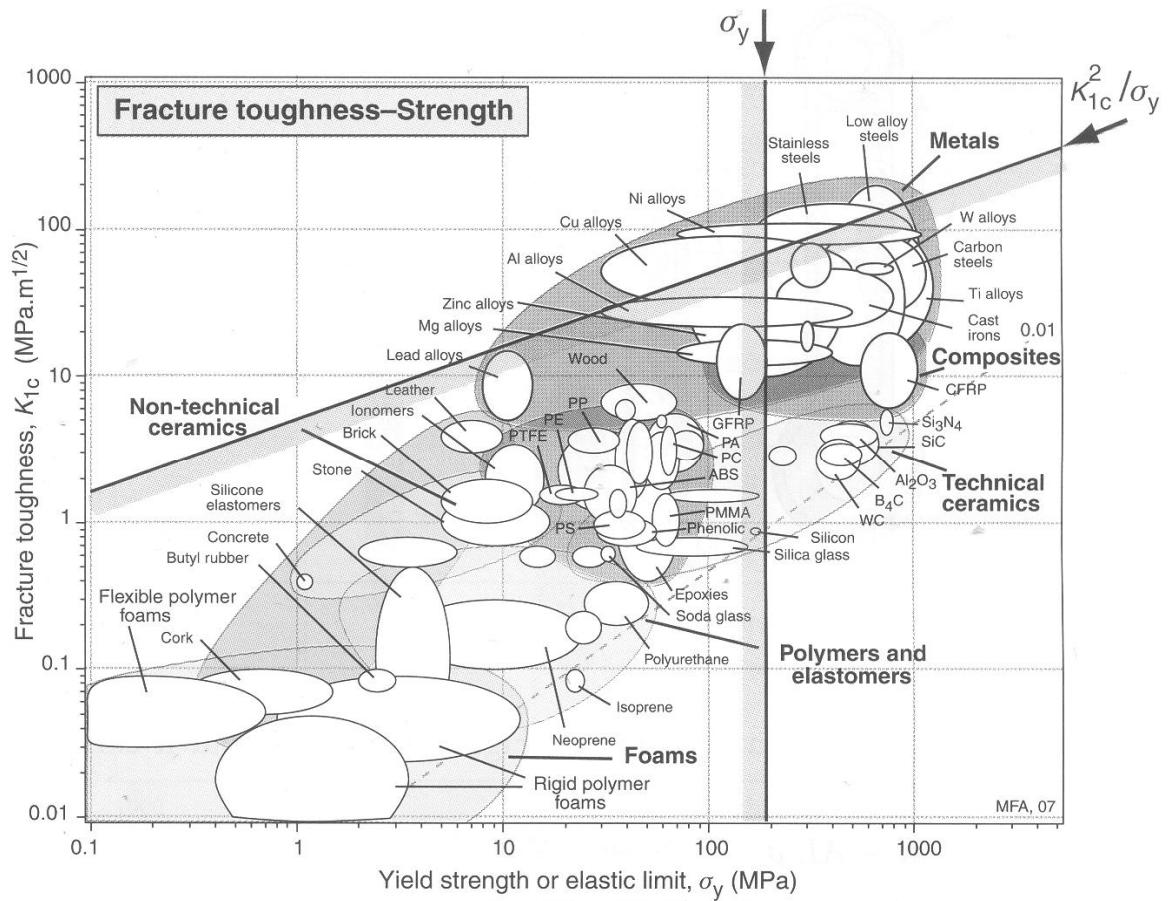 σy
K²1c/σy
1000
Fracture toughness–Strength
Low alloy
steels
Stainless
steels
Metals
Ni alloys
W alloys
Cu alloys
100
Carbon
steels
Al alloys
Zinc alloys
Ti alloys
Mg alloys
Cast
irons
0.01
Lead alloys
Wood
Composites
10
CFRP
Leather
Non-technical
ceramics
Ionomers
PP
GFRP
Si3N4
PE
PA
Brick
PTFE
PC
SiC
Stone
ABS
Al2O3
Technical
ceramics
Silicone
elastomers
B4C
PMMA
WC
1
PS
Phenolic
Silicon
Concrete
Silica glass
Butyl rubber
Epoxies
Flexible polymer
foams
Soda glass
Cork
Polyurethane
Polymers and
elastomers
0.1
Isoprene
Neoprene
Foams
Rigid polymer
foams
MFA, 07
0.01
0.1
1
10
100
1000
Yield strength or elastic limit, σy (MPa)
Fracture toughness, K1c (MPa.m1/2)